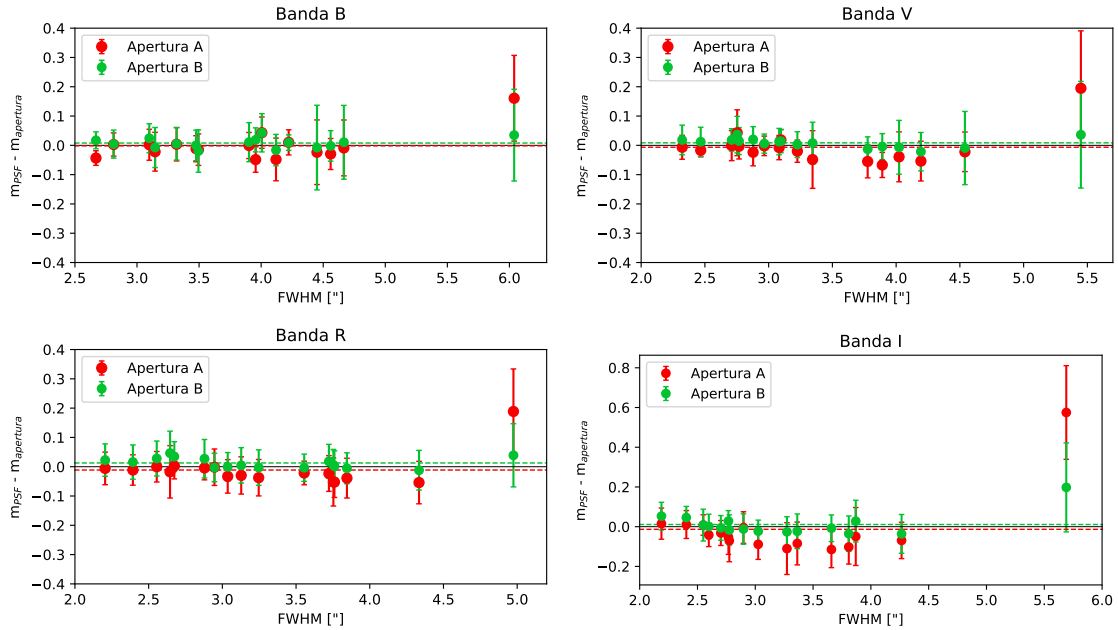 Banda B
0.4
0.3
0.2
0.1
0.0
−0.1
−0.2
−0.3
−0.4
m_PSF - m_apertura
Apertura A
Apertura B
2.5 3.0 3.5 4.0 4.5 5.0 5.5 6.0
FWHM ["]
Banda V
0.4
0.3
0.2
0.1
0.0
−0.1
−0.2
−0.3
−0.4
m_PSF - m_apertura
Apertura A
Apertura B
2.0 2.5 3.0 3.5 4.0 4.5 5.0 5.5
FWHM ["]
Banda R
0.4
0.3
0.2
0.1
0.0
−0.1
−0.2
−0.3
−0.4
m_PSF - m_apertura
Apertura A
Apertura B
2.0 2.5 3.0 3.5 4.0 4.5 5.0
FWHM ["]
Banda I
0.8
0.6
0.4
0.2
0.0
−0.2
m_PSF - m_apertura
Apertura A
Apertura B
2.0 2.5 3.0 3.5 4.0 4.5 5.0 5.5 6.0
FWHM ["]